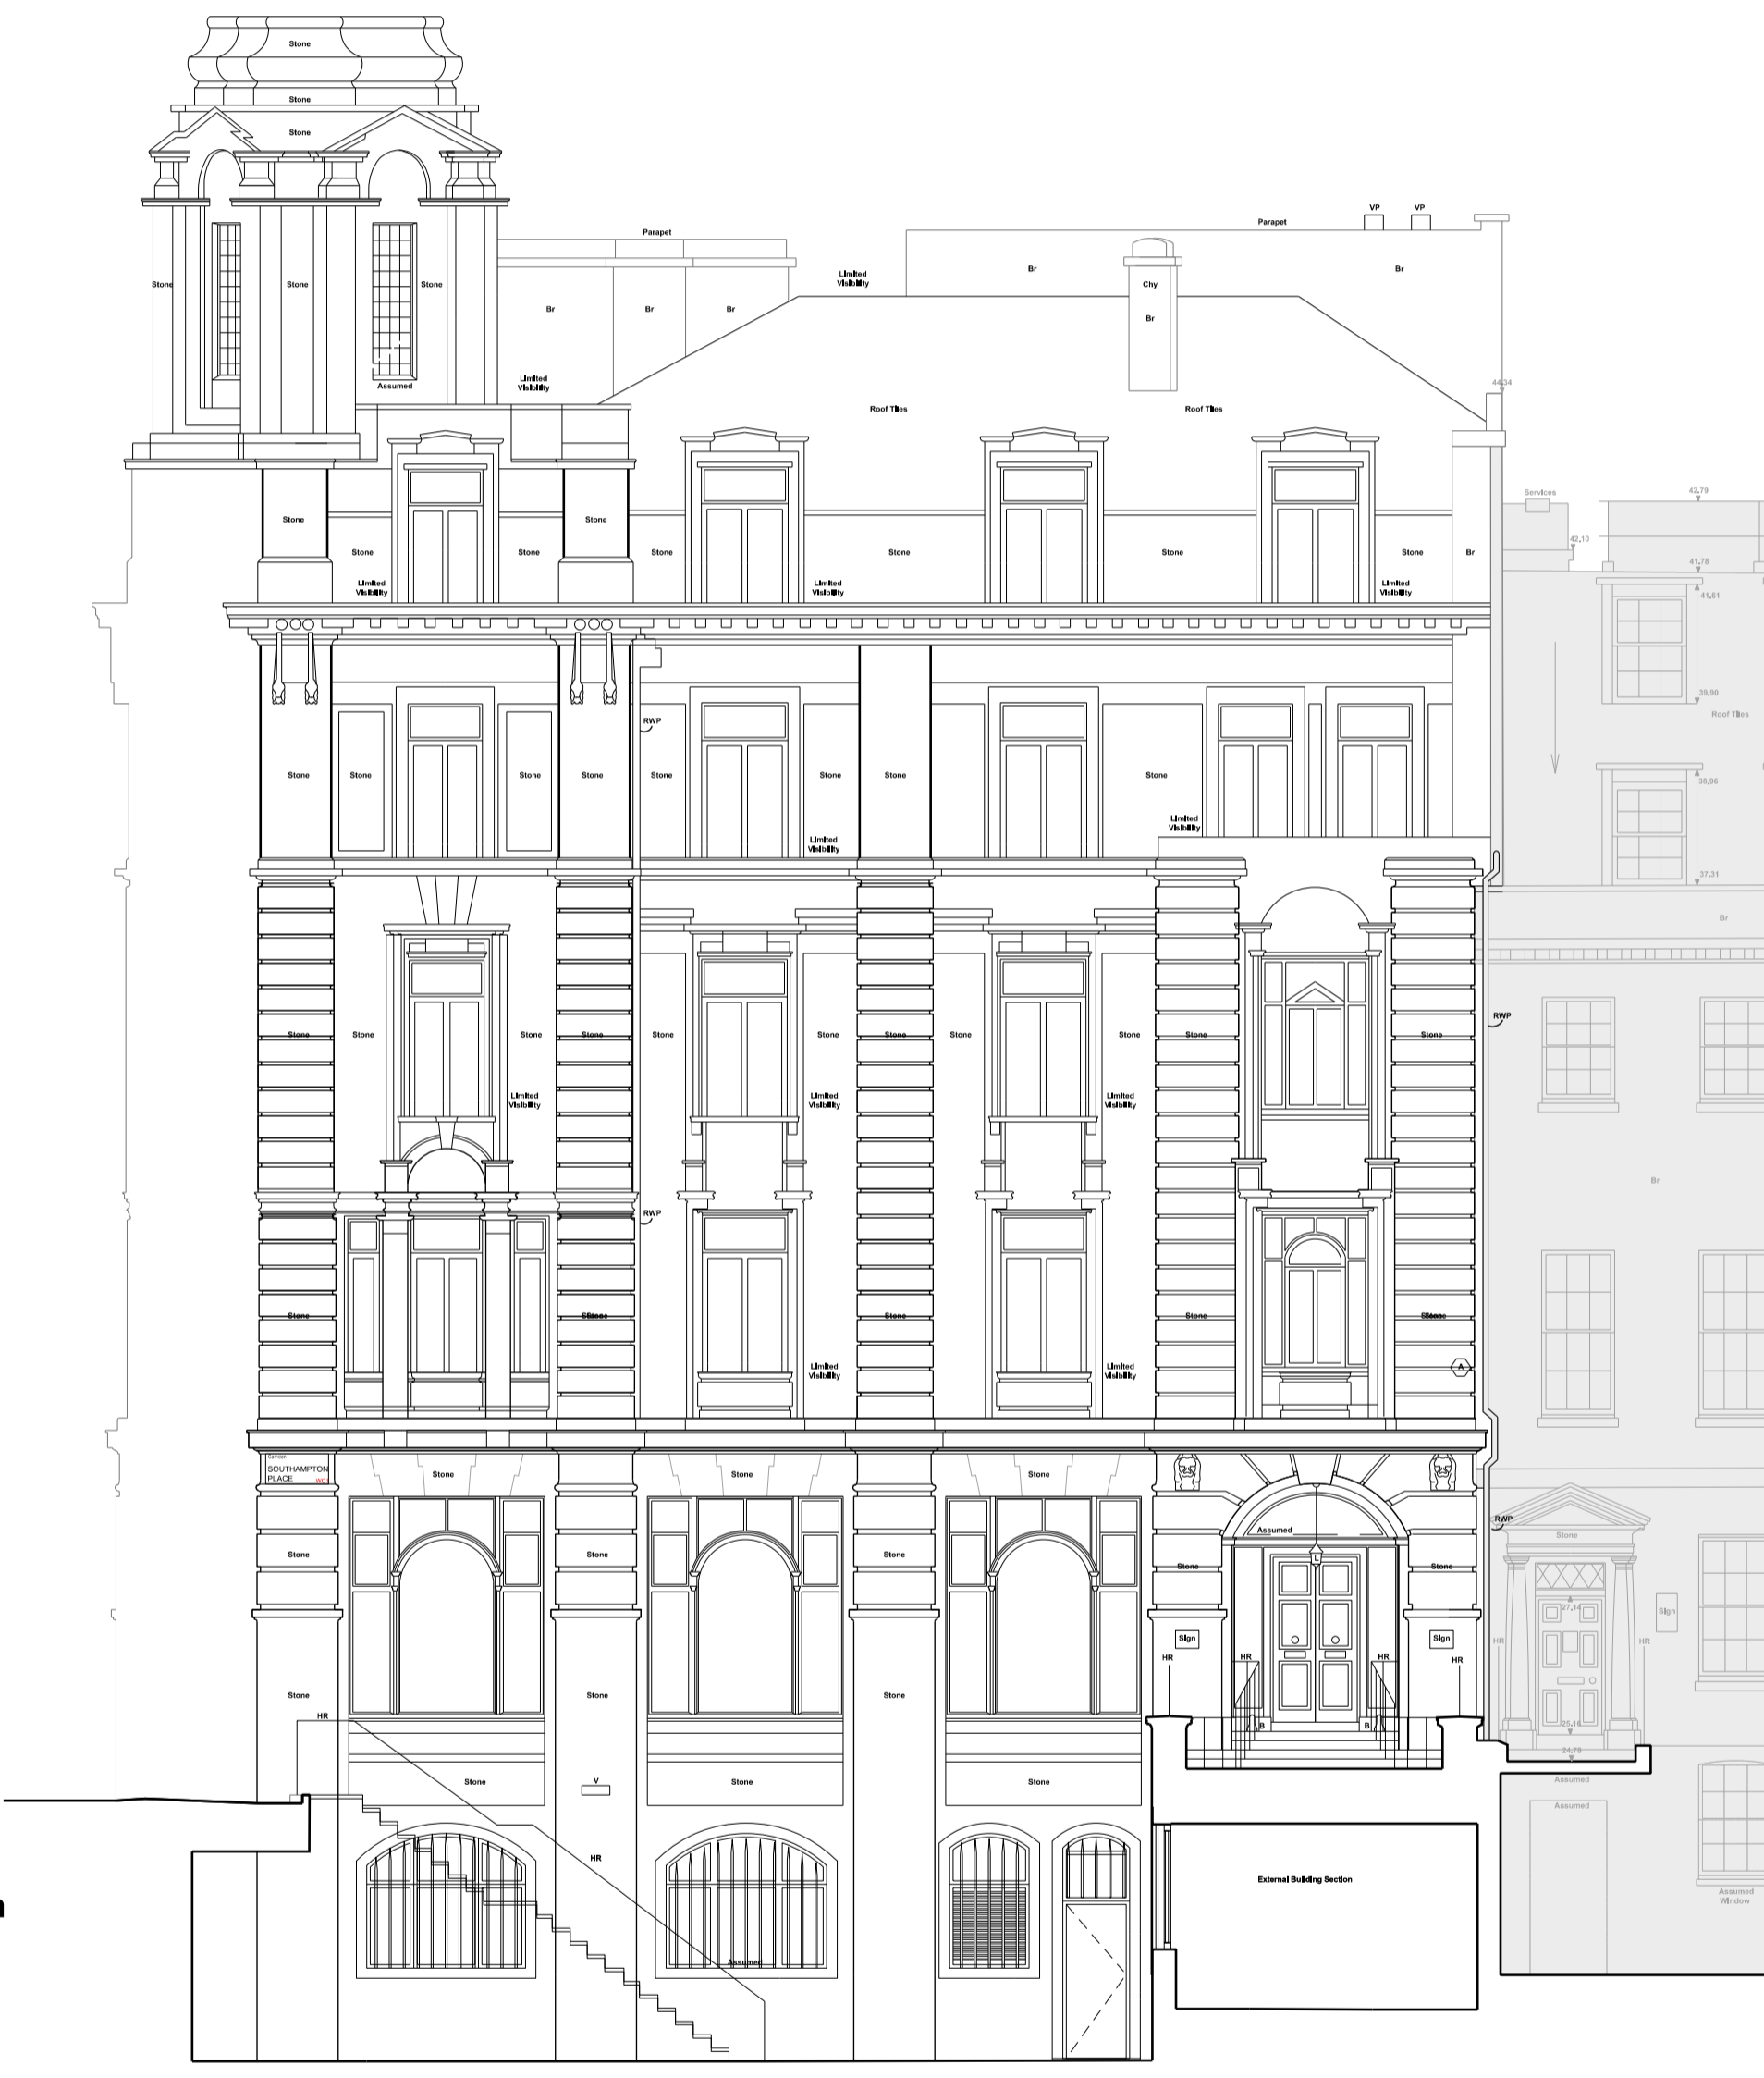 Stone
Stone
Stone
VP VP
Parapet
Parapet
Br Br
Limited
Visibility
Stone Stone Stone
Chy
Br Br Br
Br
Limited
Visibility
Assumed
44.34
Roof Tiles Roof Tiles
Services
42.79
Stone Stone
42.10
Stone Stone Stone Stone Stone Stone Br
41.78
Limited
Visibility
Limited
Visibility
Limited
Visibility
41.61
39.90
Roof Tiles
RWP
Stone Stone Stone Stone Stone Stone Stone Stone
38.96
Limited
Visibility
Limited
Visibility
37.31
Br
RWP
Stone Stone Stone Stone Stone Stone Stone Stone Stone Stone Stone
Limited
Visibility
Limited
Visibility
Limited
Visibility
Br
RWP
Stone Stone Stone Stone Stone
Limited
Visibility
Limited
Visibility
A
Camden
SOUTHAMPTON
PLACE WC1
Stone Stone Stone
RWP
Assumed
Stone
Stone Stone Stone Stone L Stone
27.14
Sign
Sign Sign
HR HR
HR HR HR HR
Stone Stone Stone
HR
B B
25.16
24.78
Stone V Stone Stone
Assumed
Assumed
HR
External Building Section
Assumed
Window
Assumed